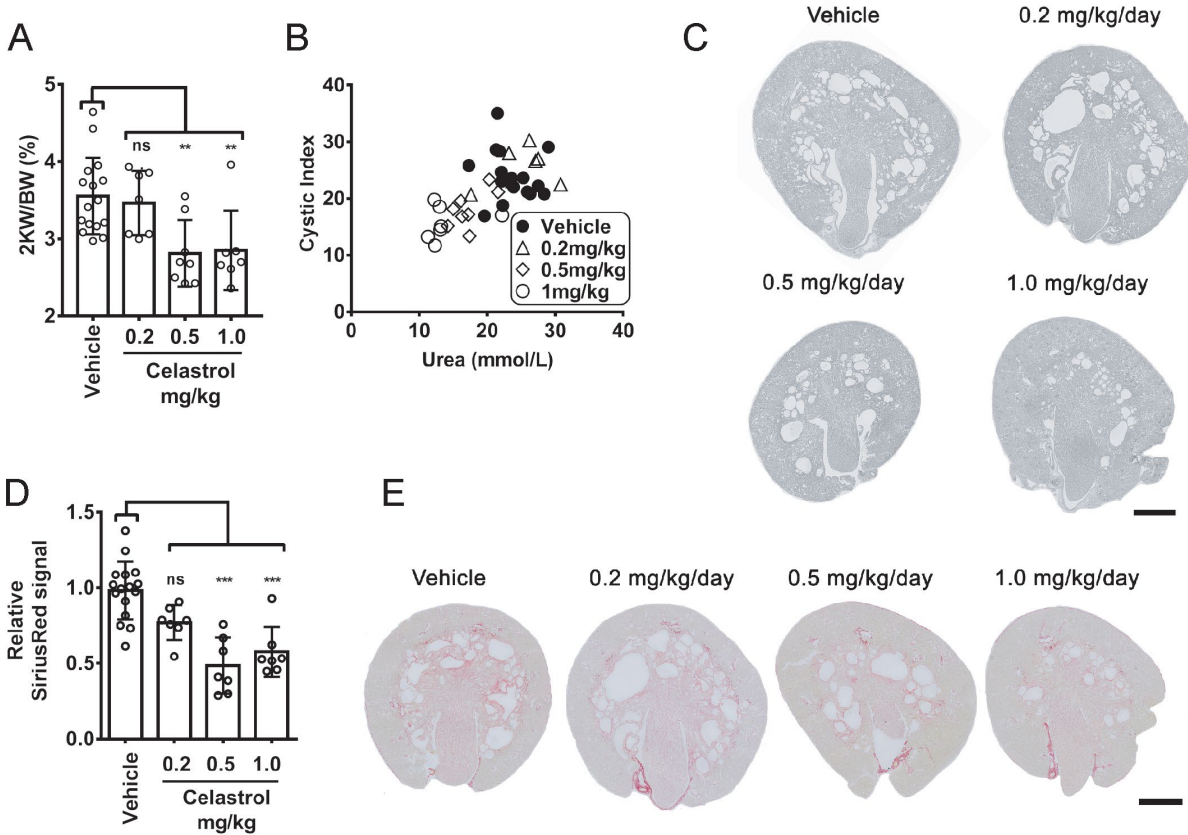 A
5
4
3
2
2KW/BW (%)
ns
**
**
Vehicle
0.2
0.5
1.0
Celastrol
mg/kg
B
40
30
20
10
0
Cystic Index
0
10
20
30
40
Urea (mmol/L)
Vehicle
0.2mg/kg
0.5mg/kg
1mg/kg
C
Vehicle
0.2 mg/kg/day
0.5 mg/kg/day
1.0 mg/kg/day
D
1.5
1.0
0.5
0.0
Relative
SiriusRed signal
ns
***
***
Vehicle
0.2
0.5
1.0
Celastrol
mg/kg
E
Vehicle
0.2 mg/kg/day
0.5 mg/kg/day
1.0 mg/kg/day